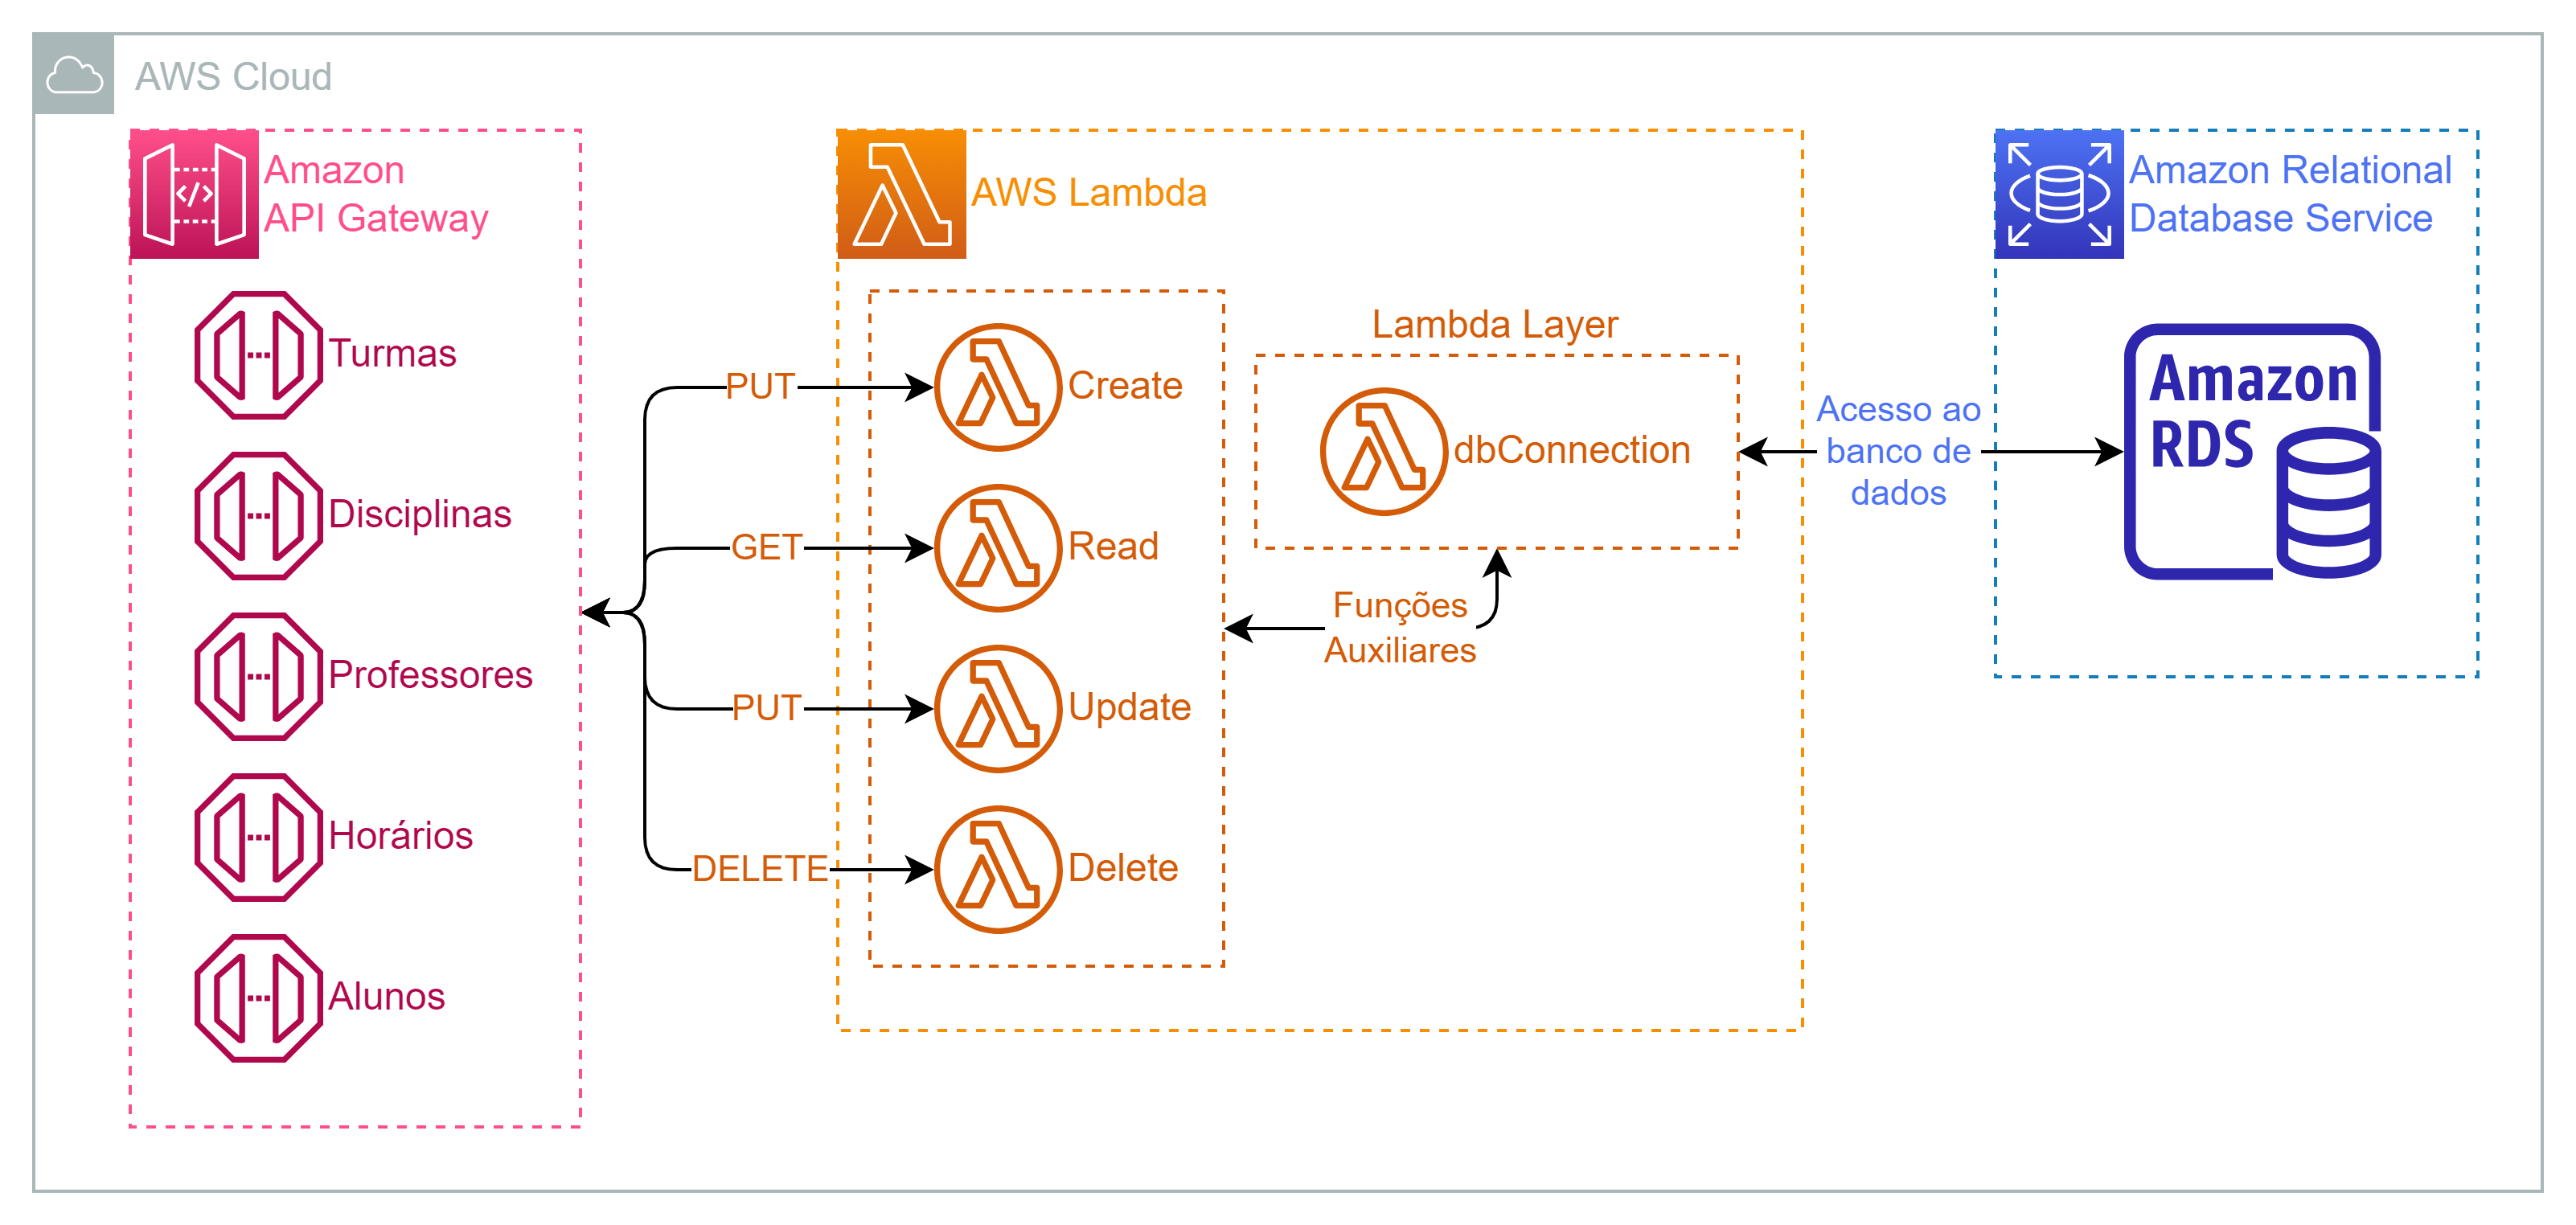 AWS Cloud
Amazon
API Gateway
Turmas
Disciplinas
Professores
Horários
Alunos
PUT
GET
PUT
DELETE
AWS Lambda
Create
Read
Update
Delete
Lambda Layer
dbConnection
Funções
Auxiliares
Acesso ao
banco de
dados
Amazon Relational
Database Service
Amazon
RDS